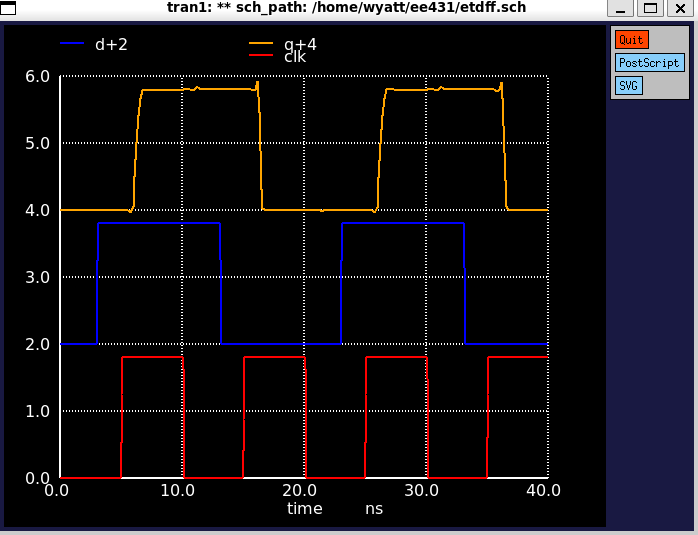 tran1: ** sch_path: /home/wyatt/ee431/etdff.sch
Quit
PostScript
SVG
d+2
q+4
clk
6.0
5.0
4.0
3.0
2.0
1.0
0.0
0.0 10.0 20.0 30.0 40.0
time ns